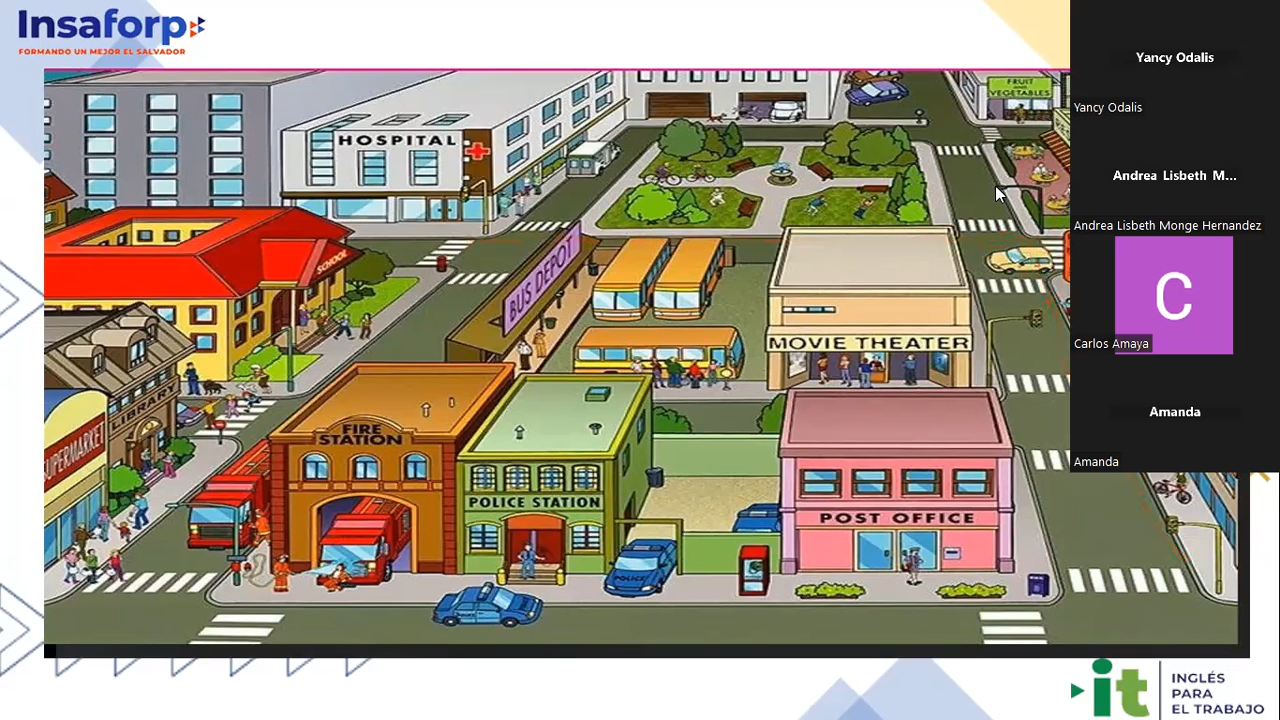 Insaforp
FORMANDO UN MEJOR EL SALVADOR
Yancy Odalis
Yancy Odalis
Andrea Lisbeth M...
Andrea Lisbeth Monge Hernandez
C
Carlos Amaya
Amanda
Amanda
FRUIT
AND
VEGETABLES
HOSPITAL
SCHOOL
BUS DEPOT
MOVIE THEATER
LIBRARY
SUPERMARKET
FIRE
STATION
POLICE STATION
POLICE
POST OFFICE
it
INGLÉS
PARA
EL TRABAJO